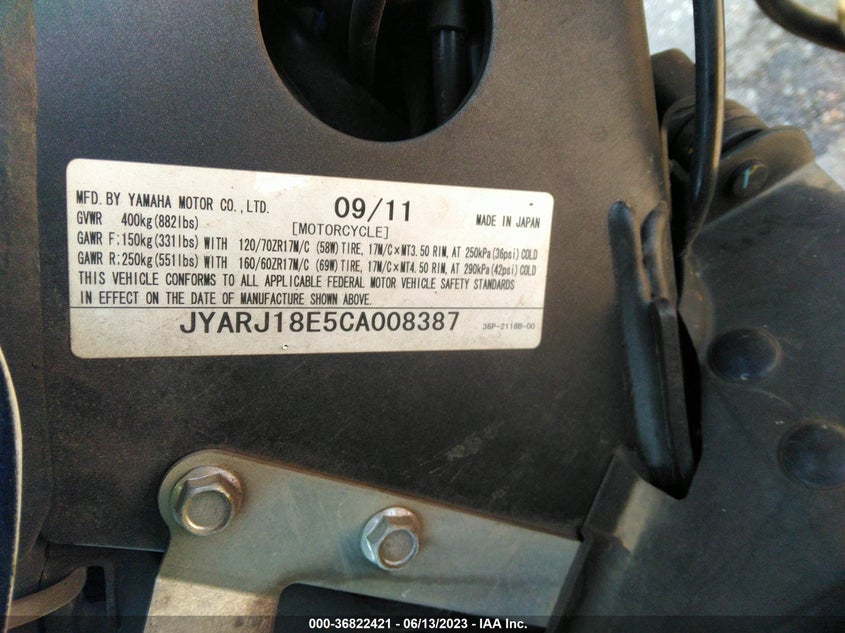 MFD. BY YAMAHA MOTOR CO.,LTD.
09/11
MADE IN JAPAN
GVWR 400kg(882lbs)
[MOTORCYCLE]
GAWR F:150kg(331lbs) WITH 120/70ZR17M/C (58W) TIRE, 17M/C×MT3.50 RIM, AT 250kPa(36psi) COLD
GAWR R:250kg(551lbs) WITH 160/60ZR17M/C (69W) TIRE, 17M/C×MT4.50 RIM, AT 290kPa(42psi) COLD
THIS VEHICLE CONFORMS TO ALL APPLICABLE FEDERAL MOTOR VEHICLE SAFETY STANDARDS
IN EFFECT ON THE DATE OF MANUFACTURE SHOWN ABOVE.
JYARJ18E5CA008387
36P-2118B-00
000-36822421 - 06/13/2023 - IAA Inc.